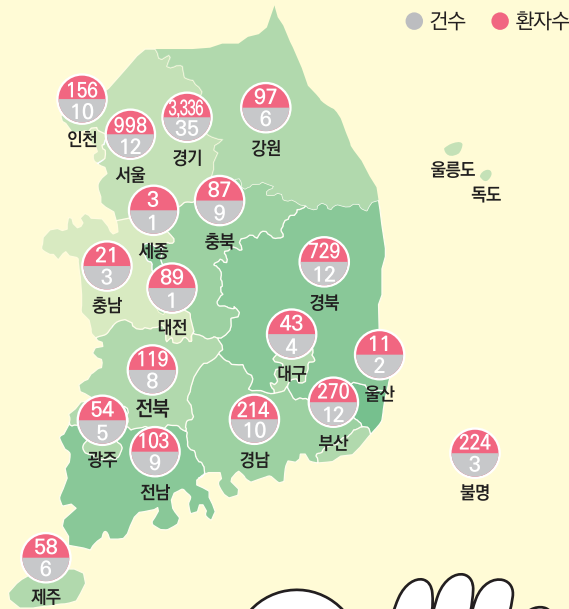 건수 환자수
156
10
인천
998
12
서울
3,336
35
경기
97
6
강원
울릉도
독도
3
1
세종
87
9
충북
21
3
충남
89
1
대전
729
12
경북
43
4
대구
11
2
울산
119
8
전북
54
5
광주
103
9
전남
214
10
경남
270
12
부산
224
3
불명
58
6
제주